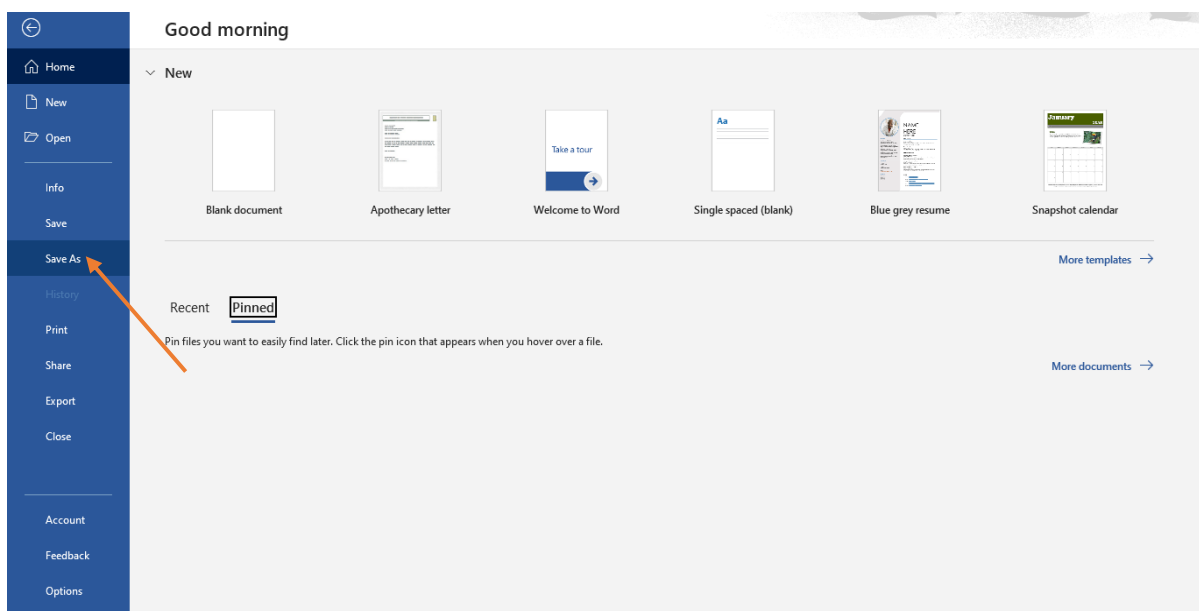 Good morning
Home
New
Open
Info
Save
Save As
History
Print
Share
Export
Close
Account
Feedback
Options
New
Aa
Take a tour
NAME HERE
January
Blank document
Apothecary letter
Welcome to Word
Single spaced (blank)
Blue grey resume
Snapshot calendar
More templates
Recent Pinned
Pin files you want to easily find later. Click the pin icon that appears when you hover over a file.
More documents